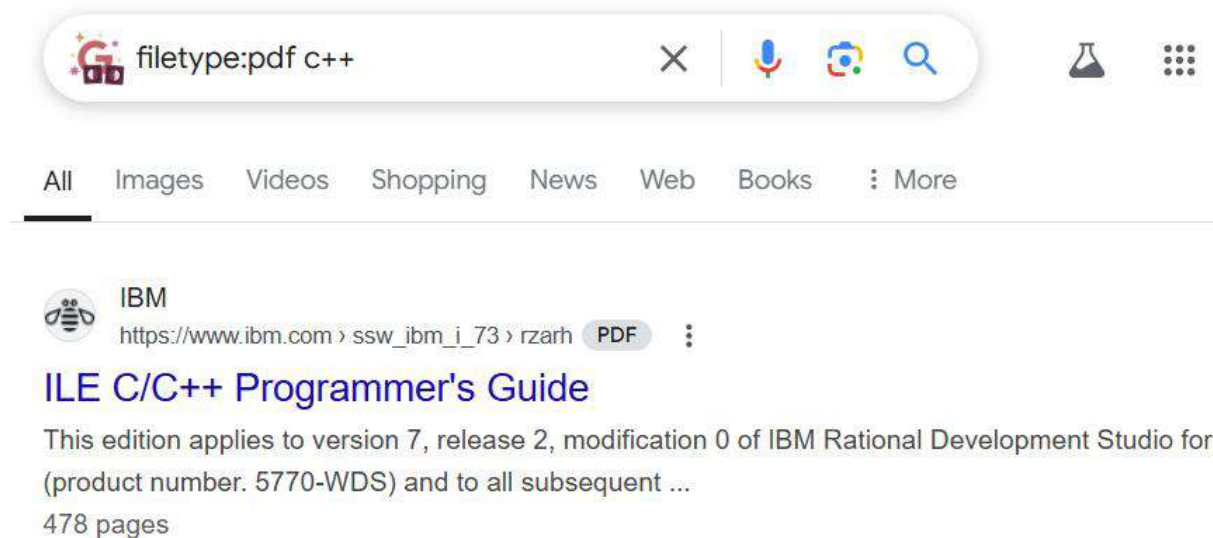 filetype:pdf c++
All Images Videos Shopping News Web Books More
IBM
https://www.ibm.com › ssw_ibm_i_73 › rzarh PDF
ILE C/C++ Programmer's Guide
This edition applies to version 7, release 2, modification 0 of IBM Rational Development Studio for
(product number. 5770-WDS) and to all subsequent ...
478 pages